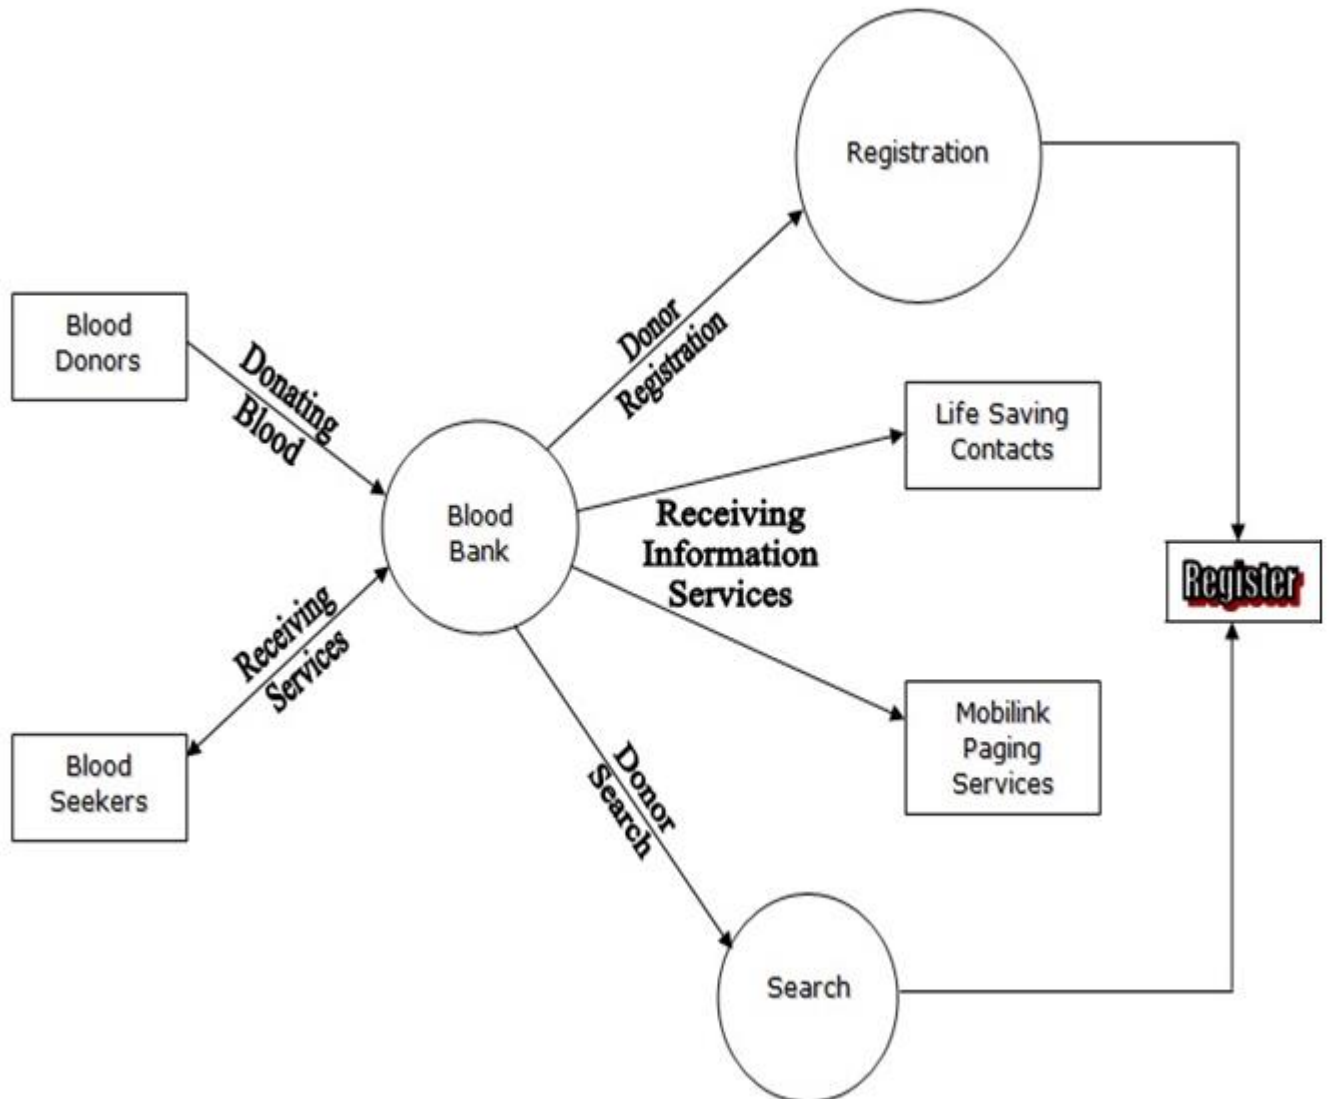 Registration
Donor
Registration
Blood
Donors
Donating
Blood
Life Saving
Contacts
Blood
Bank
Receiving
Information
Services
Register
Receiving
Services
Mobilink
Paging
Services
Blood
Seekers
Donor
Search
Search